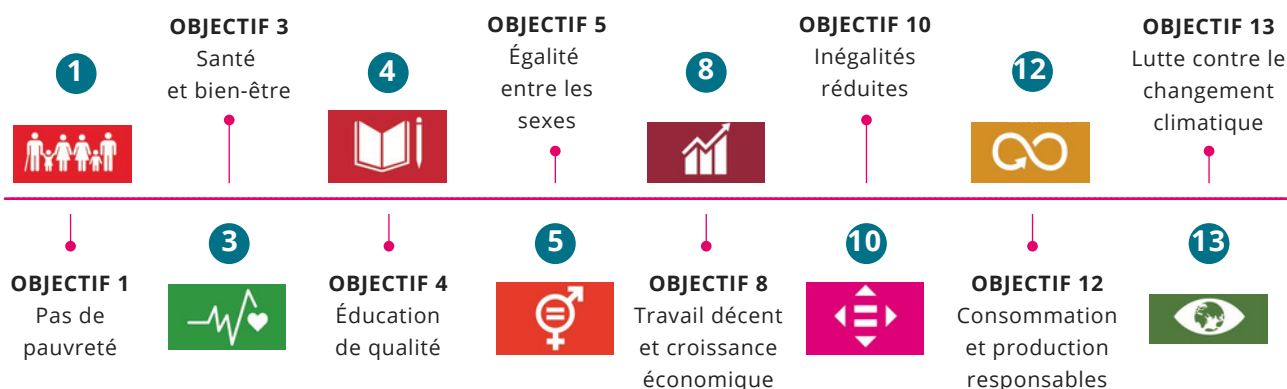 1
OBJECTIF 1
Pas de
pauvreté
OBJECTIF 3
Santé
et bien-être
3
4
OBJECTIF 4
Éducation
de qualité
OBJECTIF 5
Égalité
entre les
sexes
5
8
OBJECTIF 8
Travail décent
et croissance
économique
OBJECTIF 10
Inégalités
réduites
10
12
OBJECTIF 12
Consommation
et production
responsables
OBJECTIF 13
Lutte contre le
changement
climatique
13